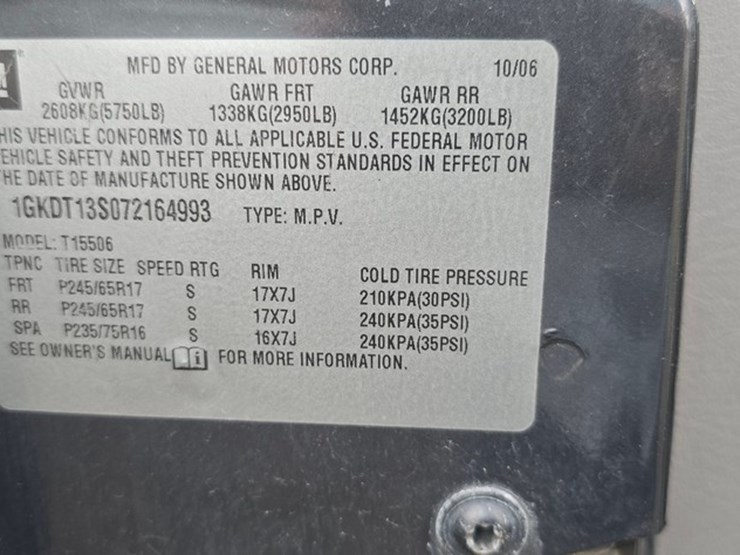 MFD BY GENERAL MOTORS CORP. 10/06
GVWR GAWR FRT GAWR RR
2608KG(5750LB) 1338KG(2950LB) 1452KG(3200LB)
HIS VEHICLE CONFORMS TO ALL APPLICABLE U.S. FEDERAL MOTOR
EHICLE SAFETY AND THEFT PREVENTION STANDARDS IN EFFECT ON
HE DATE OF MANUFACTURE SHOWN ABOVE.
1GKDT13S072164993 TYPE: M.P.V.
MODEL: T15506
TPNC TIRE SIZE SPEED RTG RIM COLD TIRE PRESSURE
FRT P245/65R17 S 17X7J 210KPA(30PSI)
RR P245/65R17 S 17X7J 240KPA(35PSI)
SPA P235/75R16 S 16X7J 240KPA(35PSI)
SEE OWNER'S MANUAL i FOR MORE INFORMATION.